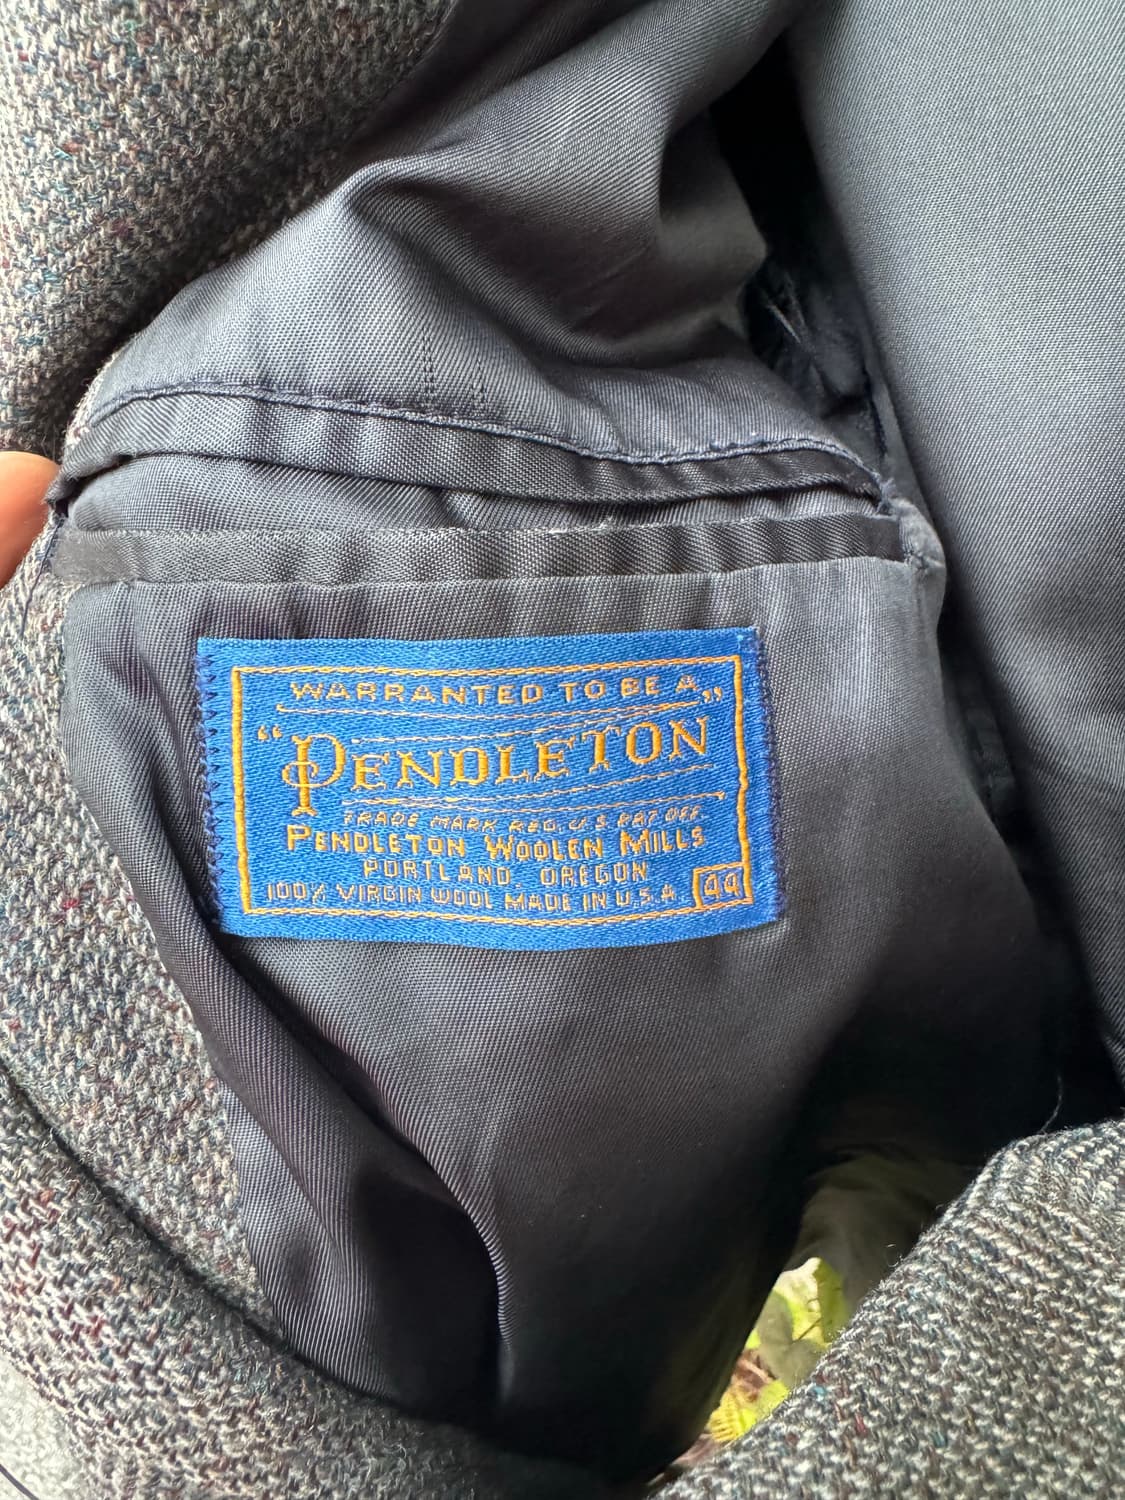 WARRANTED TO BE A
“PENDLETON”
TRADE MARK REG. U S PAT OFF.
PENDLETON WOOLEN MILLS
PORTLAND, OREGON
100% VIRGIN WOOL MADE IN U.S.A. 44